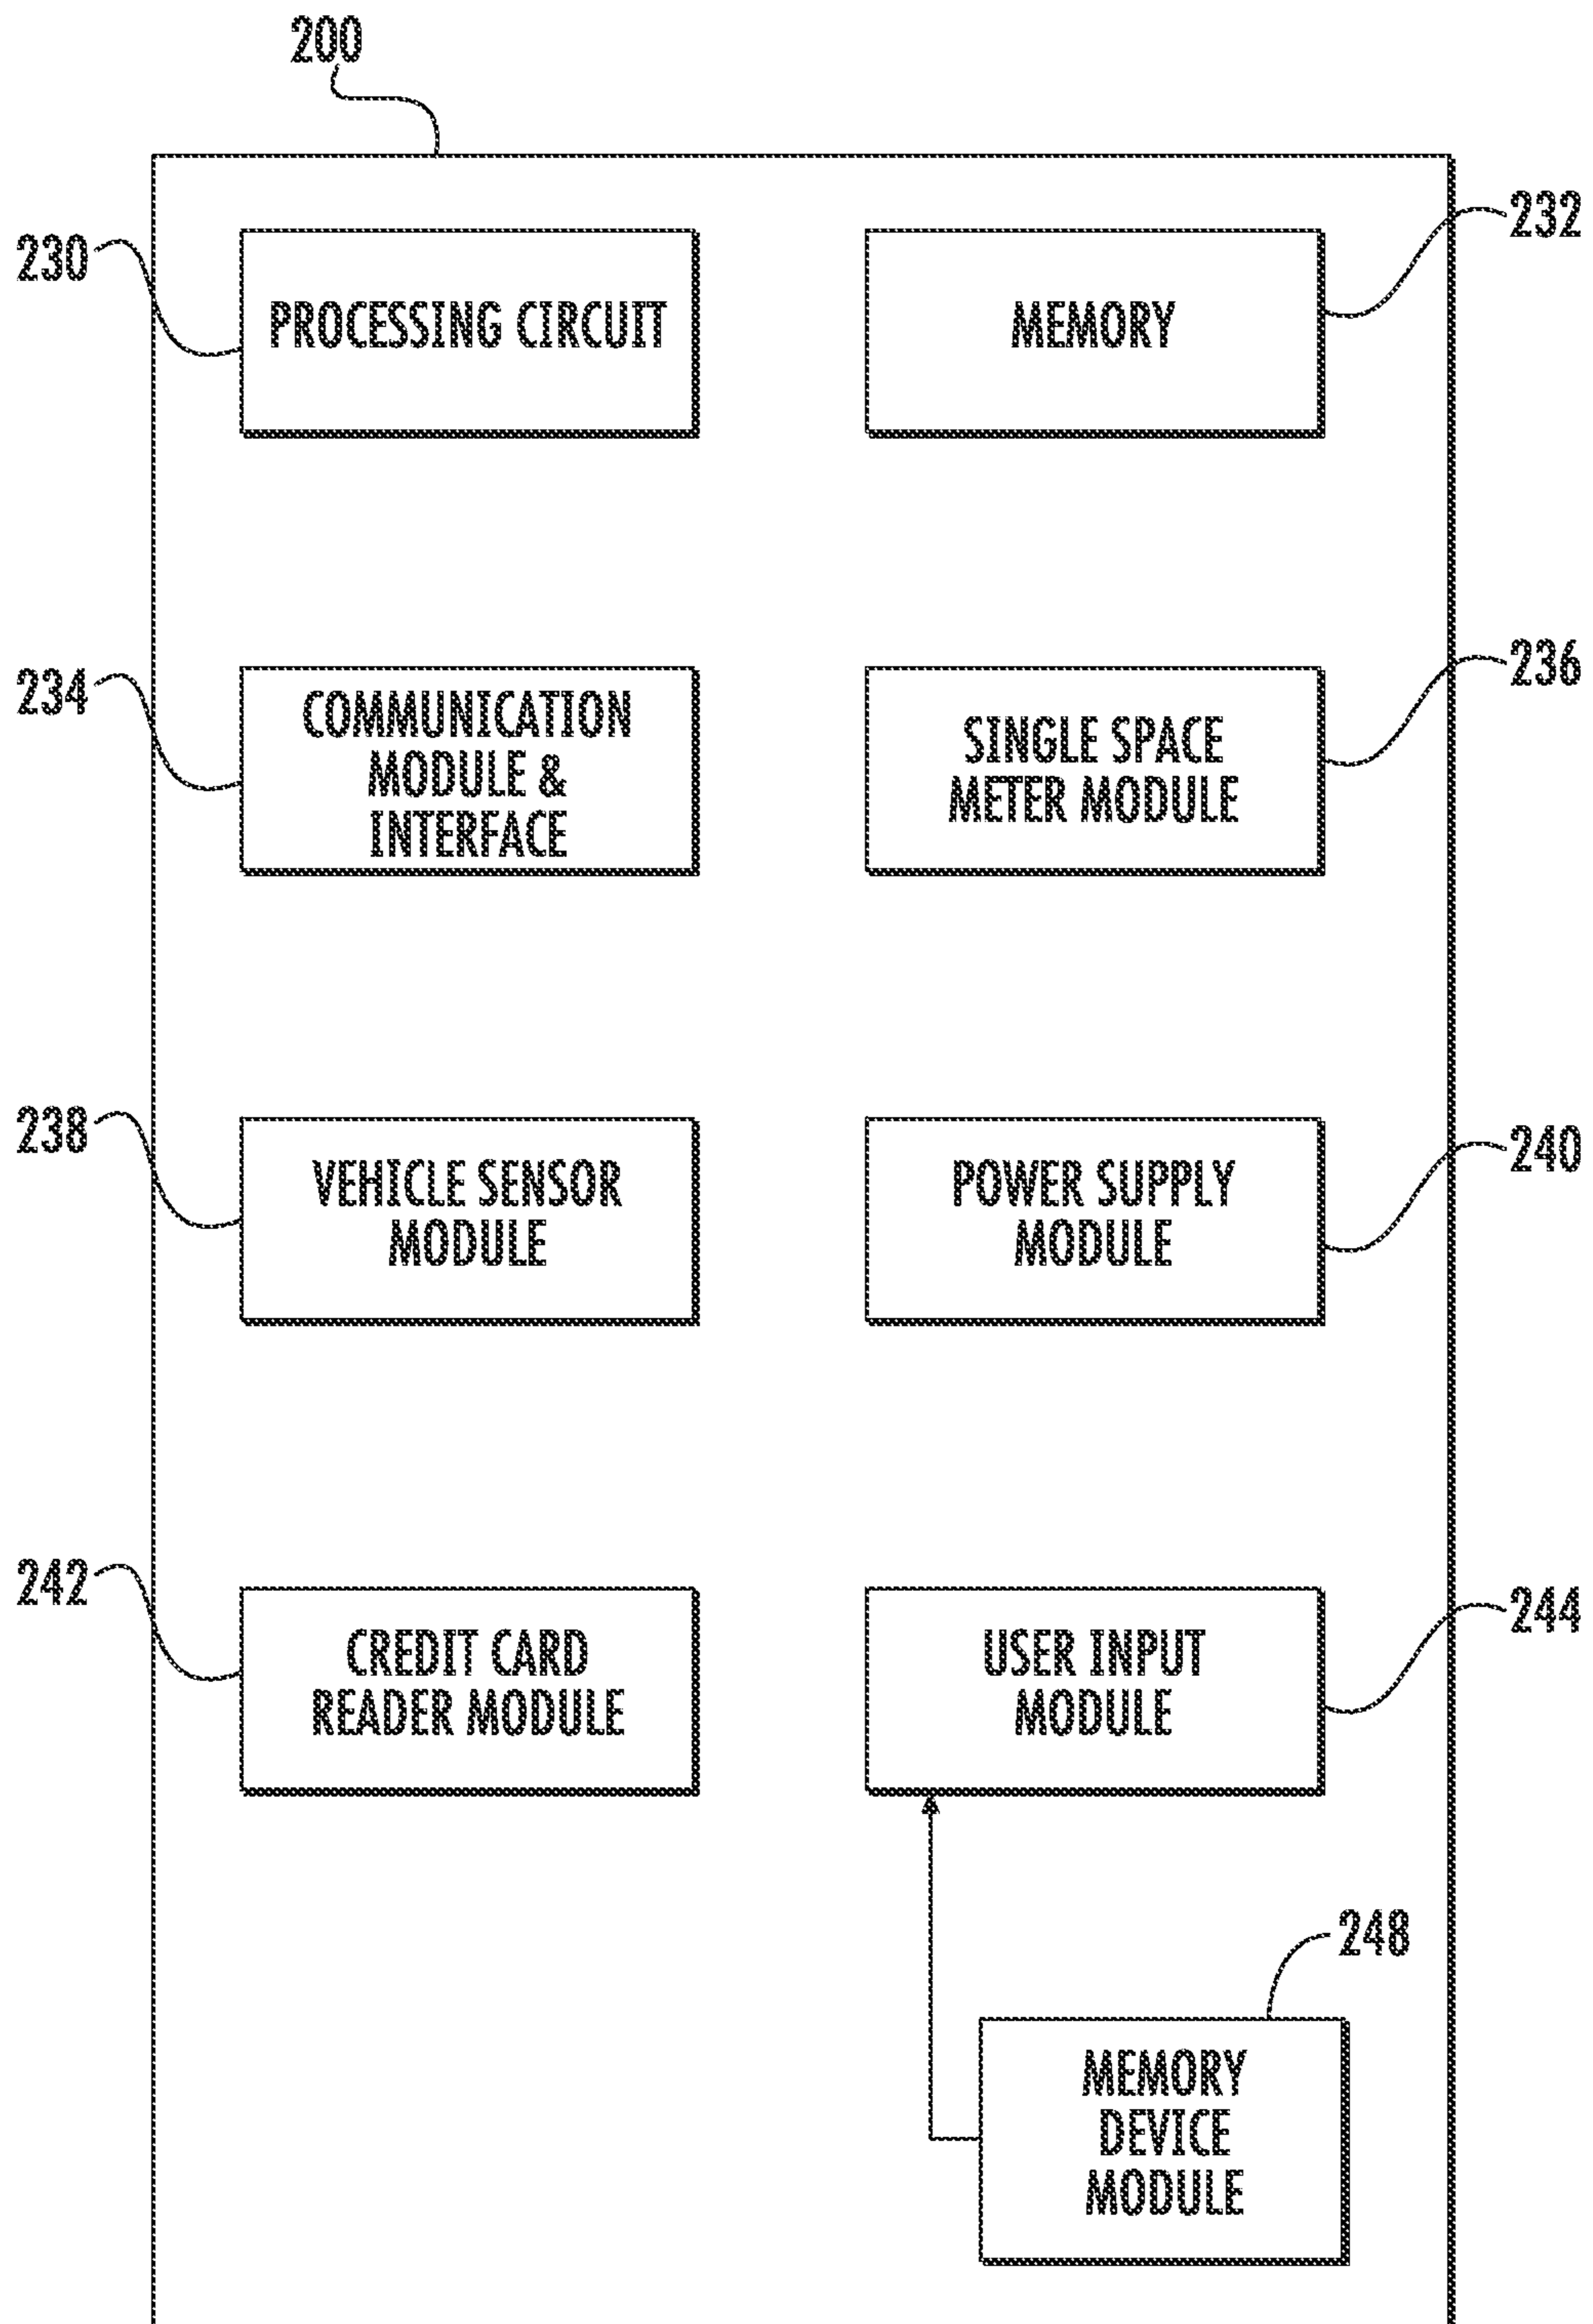 200
230
PROCESSING CIRCUIT
MEMORY
232
234
COMMUNICATION
MODULE &
INTERFACE
SINGLE SPACE
METER MODULE
236
238
VEHICLE SENSOR
MODULE
POWER SUPPLY
MODULE
240
242
CREDIT CARD
READER MODULE
USER INPUT
MODULE
244
248
MEMORY
DEVICE
MODULE